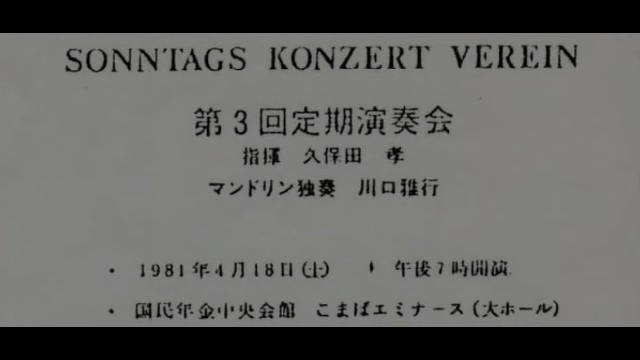 SONNTAGS KONZERT VEREIN
第3回定期演奏会
指揮 久保田 孝
マンドリン独奏 川口雅行
・ 1981年4月18日(土) 午後7時開演
・ 国民年金中央会館 こまばエミナース(大ホール)